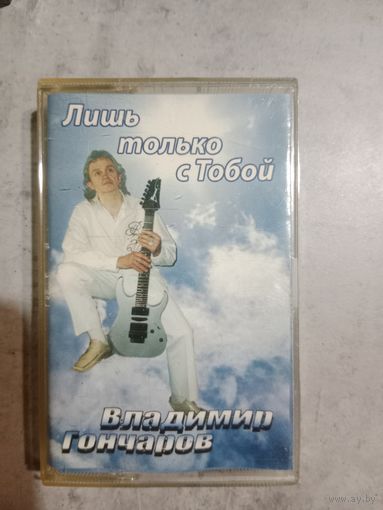 Лишь
только
с Тобой
Владимир
Гончаров
www.ay.by